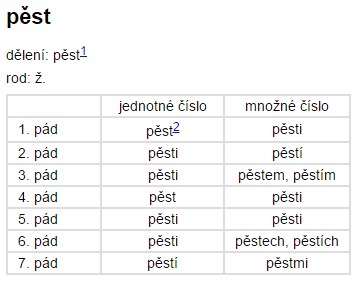 pěst
dělení: pěst1
rod: ž.
jednotné číslo množné číslo
1. pád pěst2 pěsti
2. pád pěsti pěstí
3. pád pěsti pěstem, pěstím
4. pád pěst pěsti
5. pád pěsti pěsti
6. pád pěsti pěstech, pěstích
7. pád pěstí pěstmi